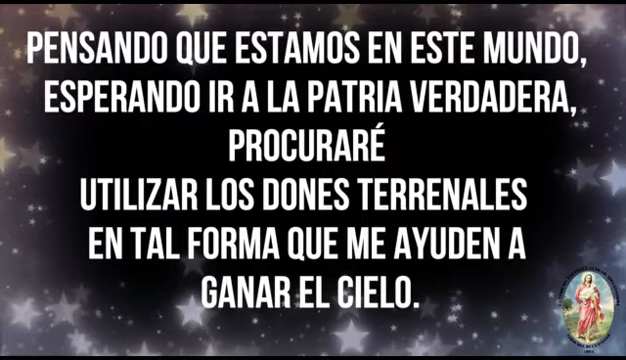 PENSANDO QUE ESTAMOS EN ESTE MUNDO,
ESPERANDO IR A LA PATRIA VERDADERA,
PROCURARÉ
UTILIZAR LOS DONES TERRENALES
EN TAL FORMA QUE ME AYUDEN A
GANAR EL CIELO.